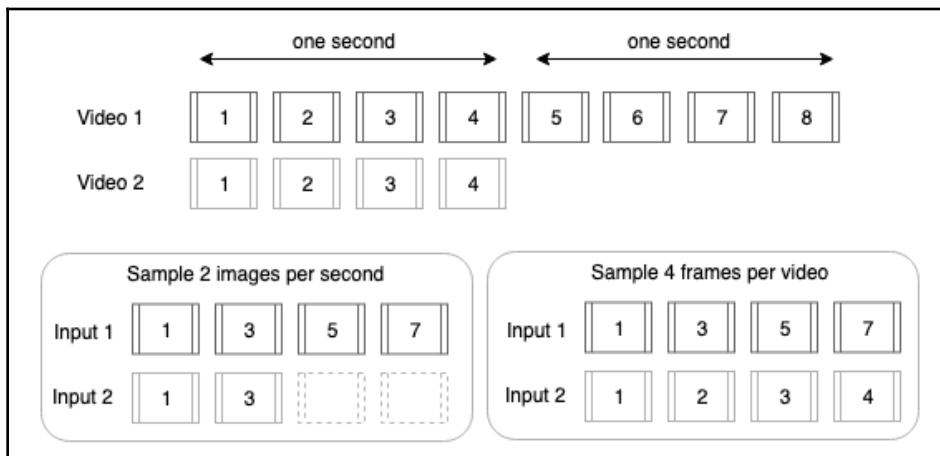 one second one second
Video 1 1 2 3 4 5 6 7 8
Video 2 1 2 3 4
Sample 2 images per second
Input 1 1 3 5 7
Input 2 1 3
Sample 4 frames per video
Input 1 1 3 5 7
Input 2 1 2 3 4